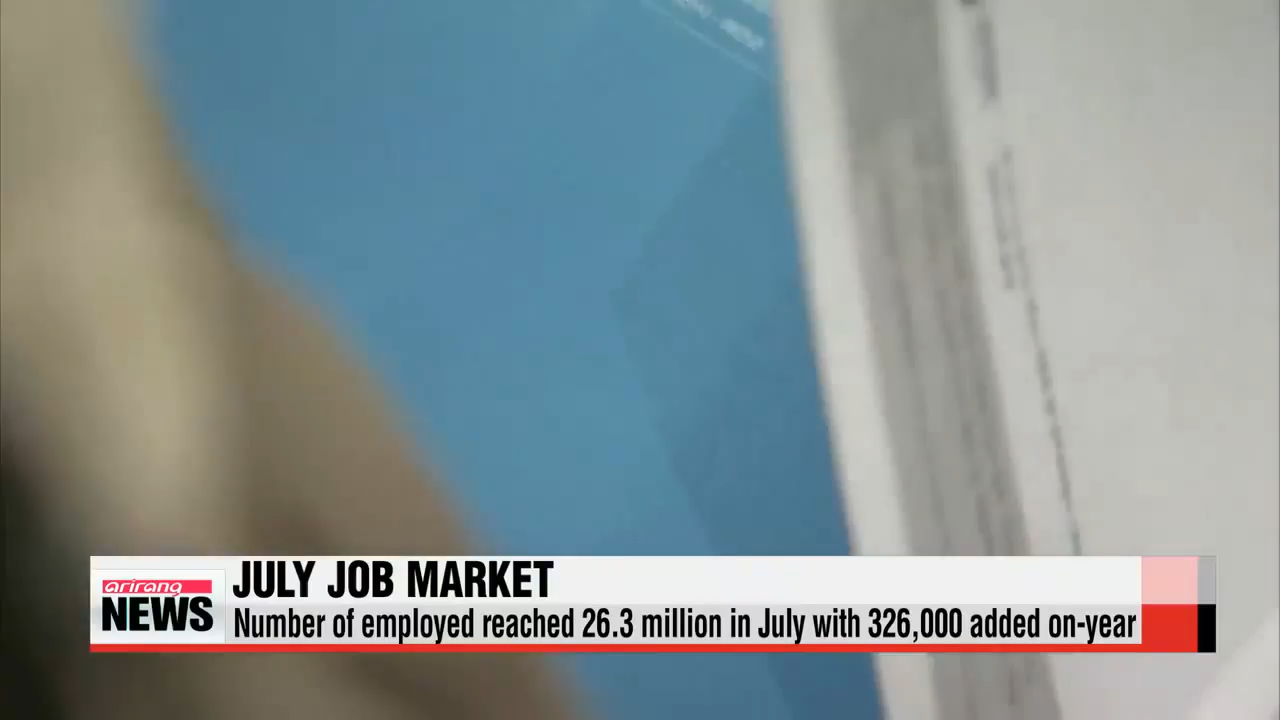 JULY JOB MARKET
arirang
NEWS
Number of employed reached 26.3 million in July with 326,000 added on-year